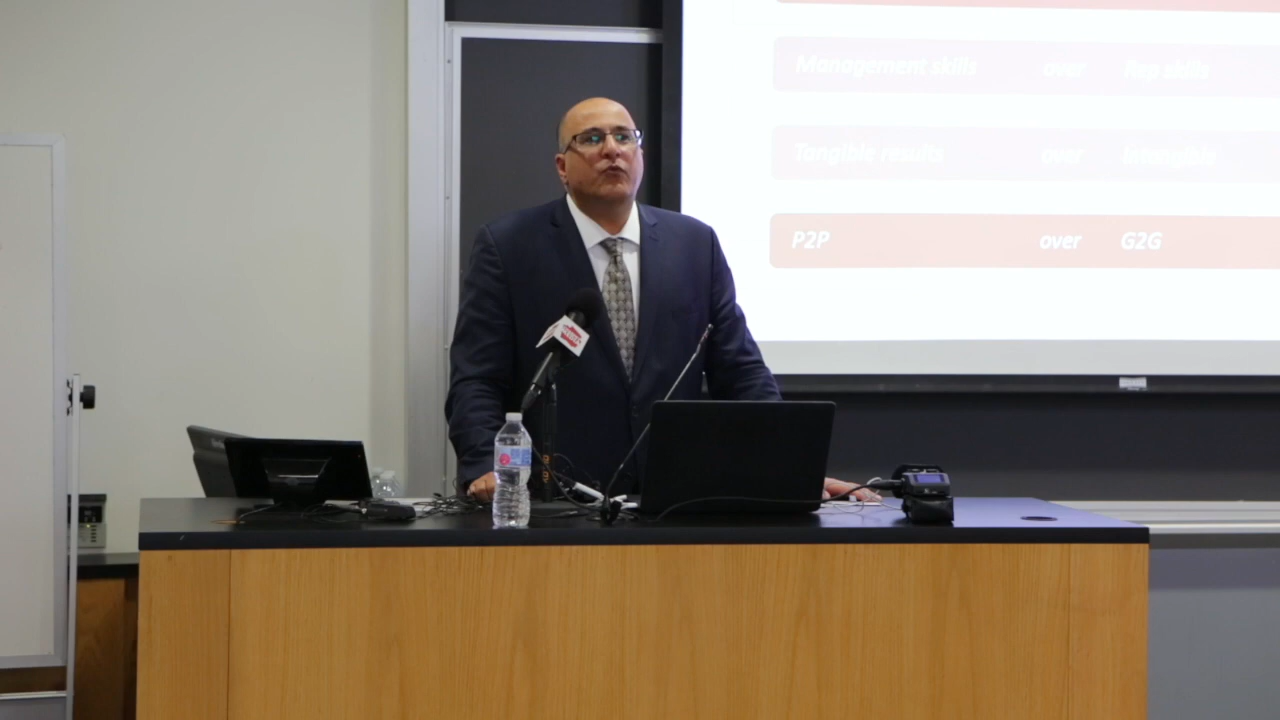 Management skills over Rep skills
Tangible results over Intangible
P2P over G2G